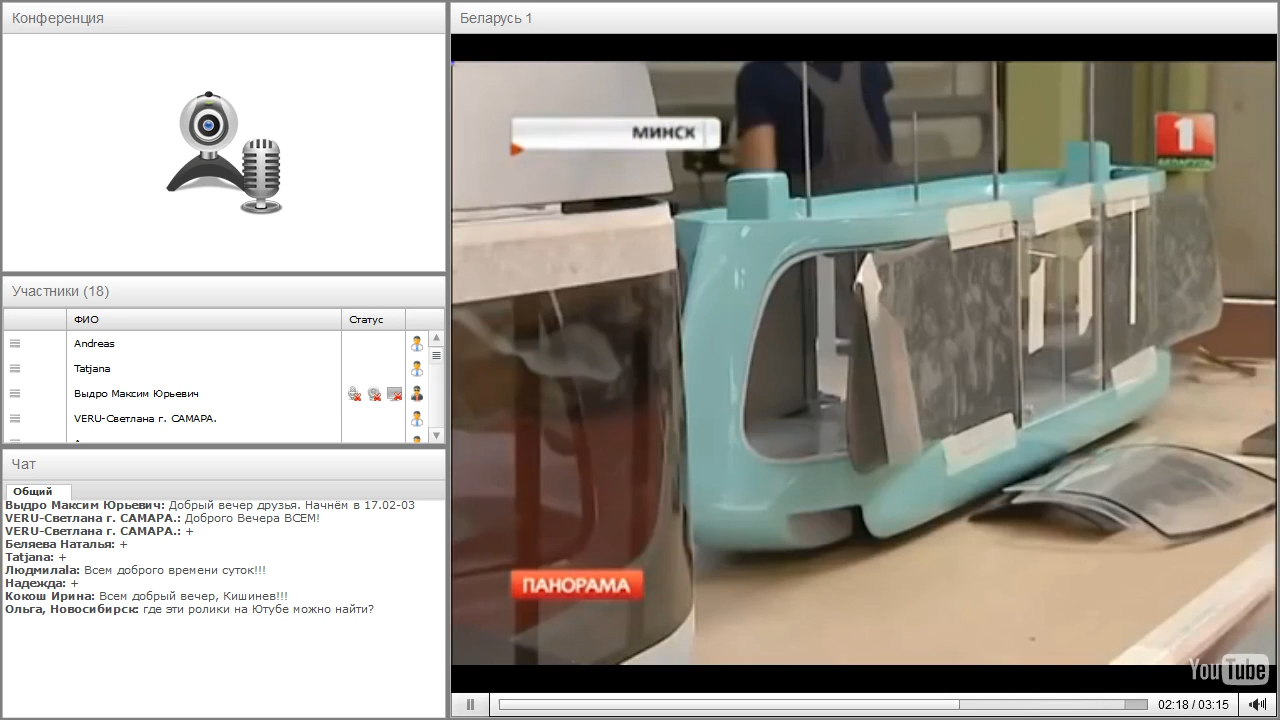 Конференция
Участники (18)
ФИО
Статус
Andreas
Tatjana
Выдро Максим Юрьевич
VERU-Светлана г. САМАРА.
Чат
Общий
Выдро Максим Юрьевич: Добрый вечер друзья. Начнём в 17.02-03
VERU-Светлана г. САМАРА.: Доброго Вечера ВСЕМ!
VERU-Светлана г. САМАРА.: +
Беляева Наталья: +
Tatjana: +
Людмилаlа: Всем доброго времени суток!!!
Надежда: +
Кокош Ирина: Всем добрый вечер, Кишинев!!!
Ольга, Новосибирск: где эти ролики на Ютубе можно найти?
Беларусь 1
МИНСК
1
БЕЛАРУСЬ
ПАНОРАМА
YouTube
02:18 / 03:15